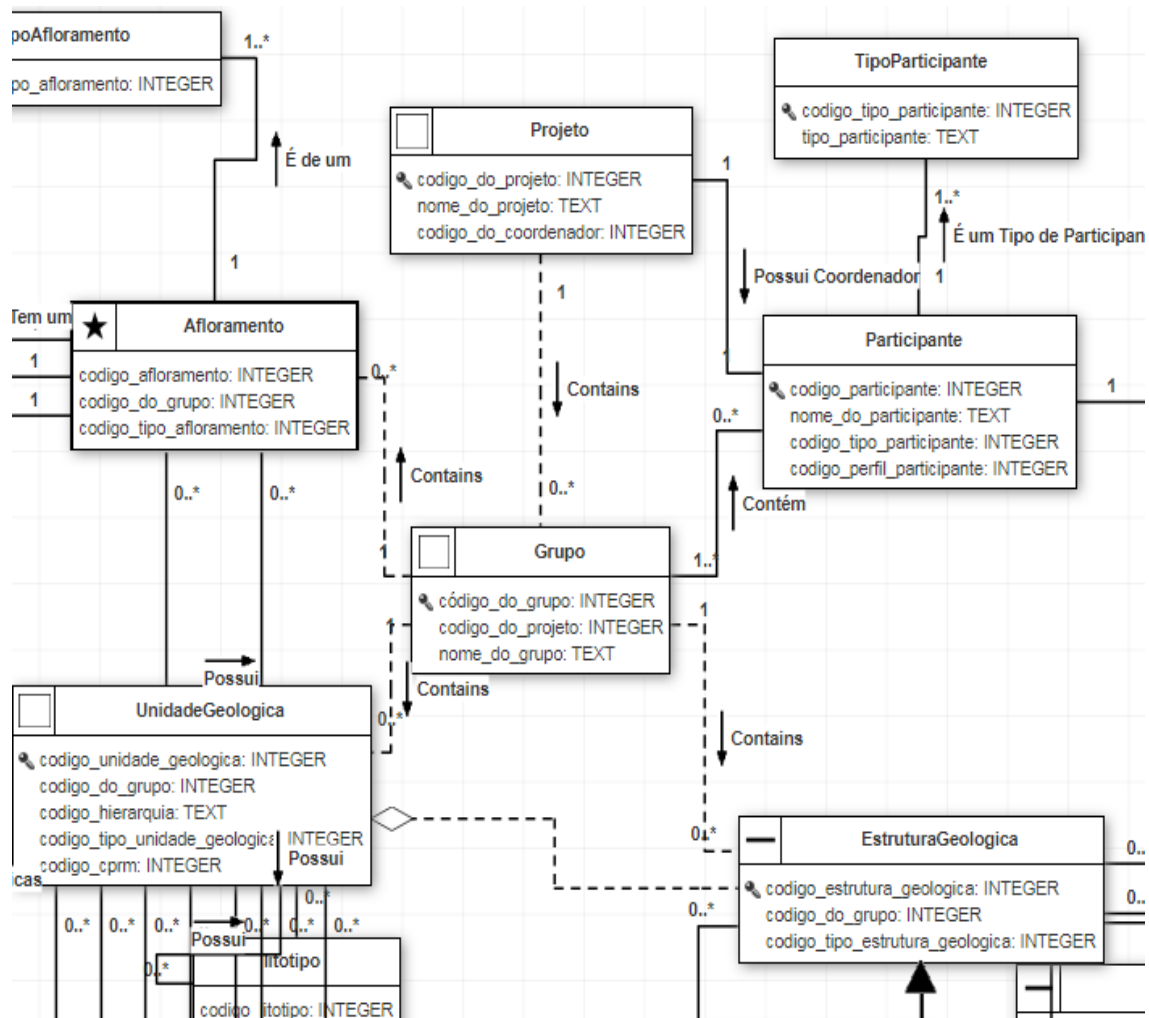 poAfloramento
po_afloramento: INTEGER
1..*
É de um
1
TipoParticipante
codigo_tipo_participante: INTEGER
tipo_participante: TEXT
1..*
É um Tipo de Participan
1
Projeto
codigo_do_projeto: INTEGER
nome_do_projeto: TEXT
codigo_do_coordenador: INTEGER
1
Possui Coordenador
1
Tem um
1
1
Afloramento
codigo_afloramento: INTEGER
codigo_do_grupo: INTEGER
codigo_tipo_afloramento: INTEGER
0..*
Contains
1
1
Contains
0..*
Participante
codigo_participante: INTEGER
nome_do_participante: TEXT
codigo_tipo_participante: INTEGER
codigo_perfil_participante: INTEGER
1
0..*
Contém
1..*
0..*
0..*
Possui
Grupo
código_do_grupo: INTEGER
codigo_do_projeto: INTEGER
nome_do_grupo: TEXT
1
Contains
0..*
1
Contains
0..*
UnidadeGeologica
codigo_unidade_geologica: INTEGER
codigo_do_grupo: INTEGER
codigo_hierarquia: TEXT
codigo_tipo_unidade_geologica INTEGER
codigo_cprm: INTEGER
Possui
icas
0..*
0..*
0..*
0..*
0..*
0..*
0..*
Possui
0..*
litotipo
codigo litotipo: INTEGER
EstruturaGeologica
codigo_estrutura_geologica: INTEGER
codigo_do_grupo: INTEGER
codigo_tipo_estrutura_geologica: INTEGER
0..*
0..
0..